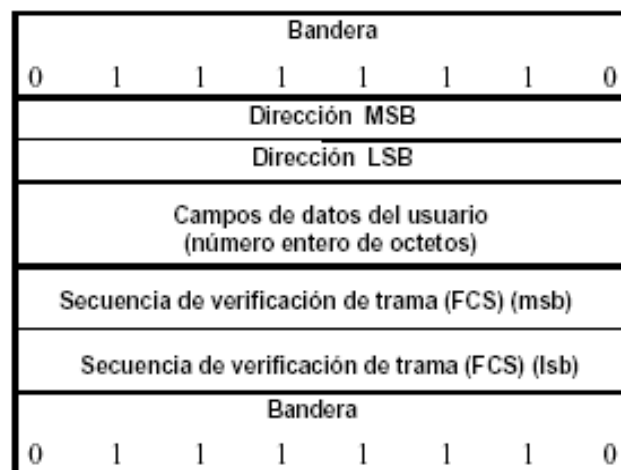 Bandera
0 1 1 1 1 1 1 0
Dirección MSB
Dirección LSB
Campos de datos del usuario
(número entero de octetos)
Secuencia de verificación de trama (FCS) (msb)
Secuencia de verificación de trama (FCS) (lsb)
Bandera
0 1 1 1 1 1 1 0